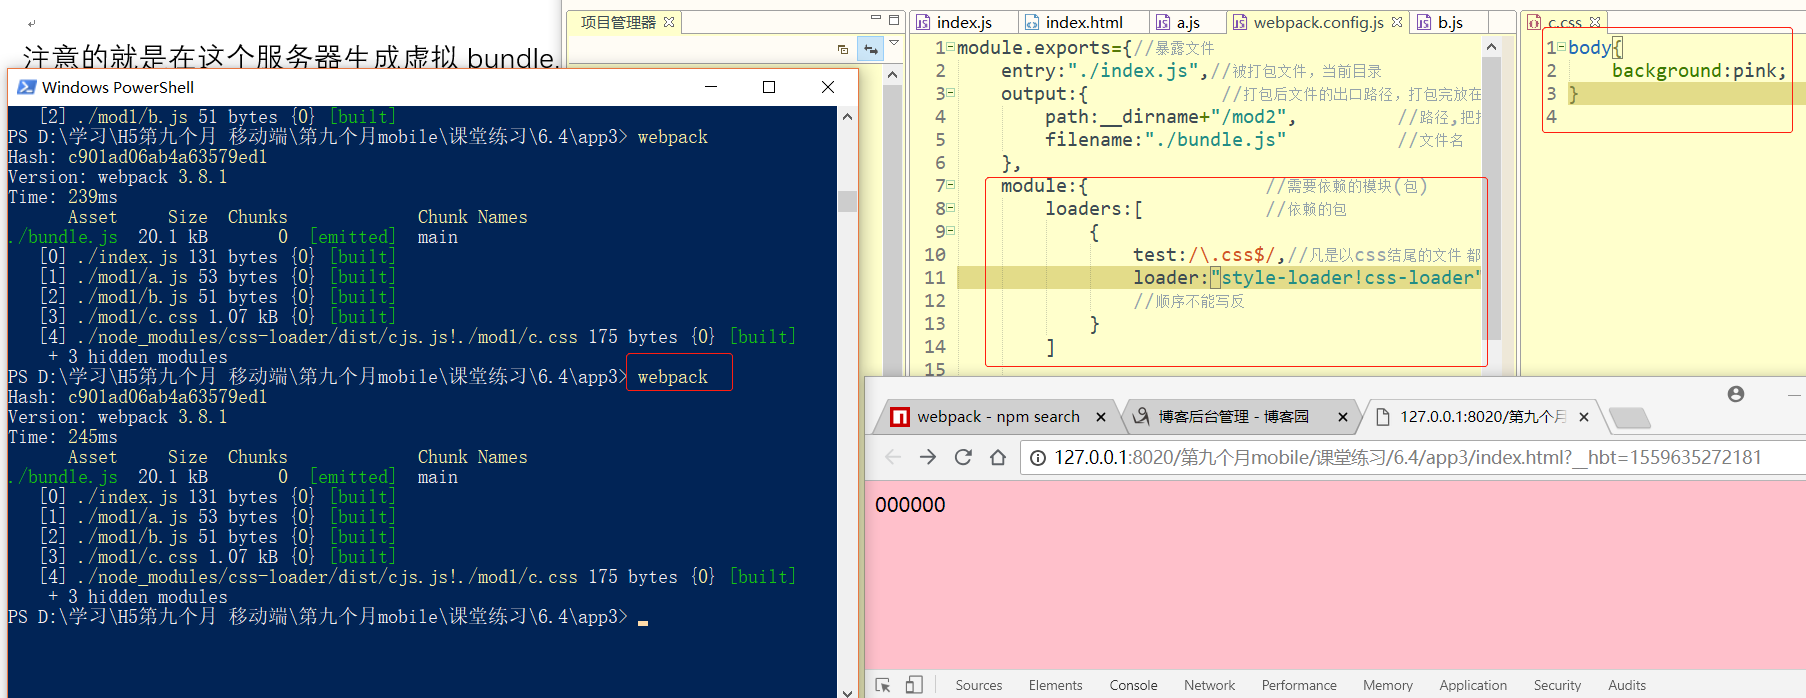 注意的就是在这个服务器生成虚拟 bundle.
Windows PowerShell
[2] ./mod1/b.js 51 bytes {0} [built]
PS D:\学习\H5第九个月 移动端\第九个月mobile\课堂练习\6.4\app3> webpack
Hash: c901ad06ab4a63579ed1
Version: webpack 3.8.1
Time: 239ms
Asset Size Chunks Chunk Names
./bundle.js 20.1 kB 0 [emitted] main
[0] ./index.js 131 bytes {0} [built]
[1] ./mod1/a.js 53 bytes {0} [built]
[2] ./mod1/b.js 51 bytes {0} [built]
[3] ./mod1/c.css 1.07 kB {0} [built]
[4] ./node_modules/css-loader/dist/cjs.js!./mod1/c.css 175 bytes {0} [built]
+ 3 hidden modules
PS D:\学习\H5第九个月 移动端\第九个月mobile\课堂练习\6.4\app3> webpack
Hash: c901ad06ab4a63579ed1
Version: webpack 3.8.1
Time: 245ms
Asset Size Chunks Chunk Names
./bundle.js 20.1 kB 0 [emitted] main
[0] ./index.js 131 bytes {0} [built]
[1] ./mod1/a.js 53 bytes {0} [built]
[2] ./mod1/b.js 51 bytes {0} [built]
[3] ./mod1/c.css 1.07 kB {0} [built]
[4] ./node_modules/css-loader/dist/cjs.js!./mod1/c.css 175 bytes {0} [built]
+ 3 hidden modules
PS D:\学习\H5第九个月 移动端\第九个月mobile\课堂练习\6.4\app3>
项目管理器
index.js index.html a.js webpack.config.js b.js
1 module.exports={//暴露文件
2 entry:"./index.js",//被打包文件，当前目录
3 output:{ //打包后文件的出口路径，打包完放在
4 path:__dirname+"/mod2", //路径,把
5 filename:"./bundle.js" //文件名
6 },
7 module:{ //需要依赖的模块(包)
8 loaders:[ //依赖的包
9 {
10 test:/\.css$/,//凡是以css结尾的文件 都
11 loader:"style-loader!css-loader"
12 //顺序不能写反
13 }
14 ]
15
c.css
1 body{
2 background:pink;
3 }
4
webpack - npm search
博客后台管理 - 博客园
127.0.0.1:8020/第九个月
127.0.0.1:8020/第九个月mobile/课堂练习/6.4/app3/index.html?__hbt=1559635272181
000000
Sources Elements Console Network Performance Memory Application Security Audits